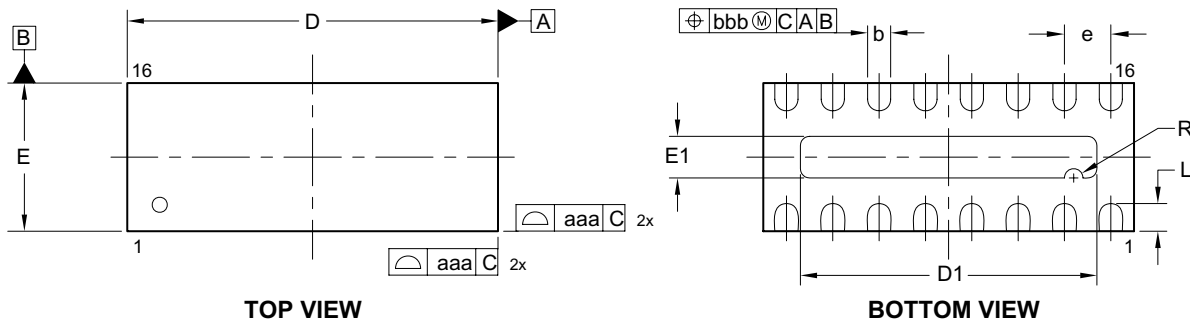 D
A
B
16
E
1
⌓ aaa C 2x
⌓ aaa C 2x
TOP VIEW
⌖ bbb Ⓜ C A B
b
e
16
E1
R
L
1
D1
BOTTOM VIEW